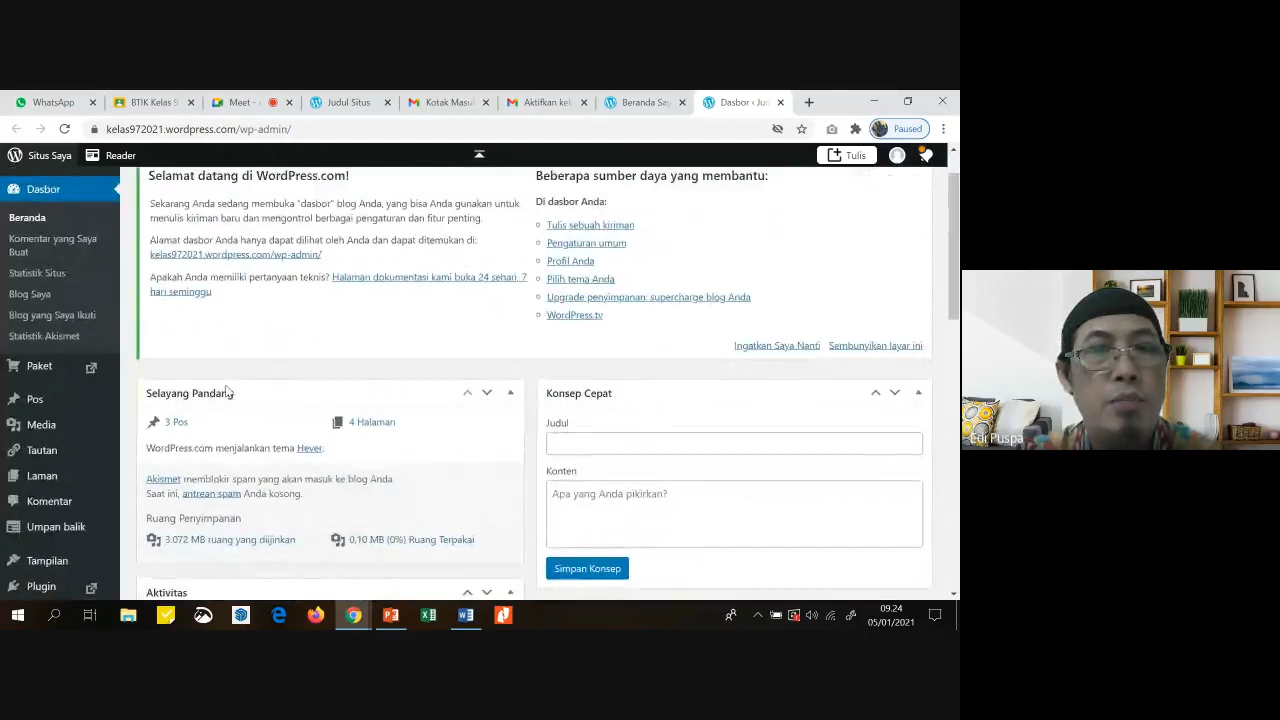 WhatsApp
BTIK Kelas 9
Meet -
Judul Situs
Kotak Masu
Aktifkan ke
Beranda Say
Dasbor ‹ Jud
kelas972021.wordpress.com/wp-admin/
Paused
Situs Saya
Reader
Tulis
Dasbor
Beranda
Komentar yang Saya
Buat
Statistik Situs
Blog Saya
Blog yang Saya Ikuti
Statistik Akismet
Paket
Pos
Media
Tautan
Laman
Komentar
Umpan balik
Tampilan
Plugin
Selamat datang di WordPress.com!
Sekarang Anda sedang membuka "dasbor" blog Anda, yang bisa Anda gunakan untuk
menulis kiriman baru dan mengontrol berbagai pengaturan dan fitur penting.
Alamat dasbor Anda hanya dapat dilihat oleh Anda dan dapat ditemukan di:
kelas972021.wordpress.com/wp-admin/
Apakah Anda memiliki pertanyaan teknis? Halaman dokumentasi kami buka 24 sehari, 7
hari seminggu
Beberapa sumber daya yang membantu:
Di dasbor Anda:
Tulis sebuah kiriman
Pengaturan umum
Profil Anda
Pilih tema Anda
Upgrade penyimpanan: supercharge blog Anda
WordPress.tv
Ingatkan Saya Nanti
Sembunyikan layar ini
Selayang Pandang
3 Pos
4 Halaman
WordPress.com menjalankan tema Hever.
Akismet memblokir spam yang akan masuk ke blog Anda.
Saat ini, antrean spam Anda kosong.
Ruang Penyimpanan
3.072 MB ruang yang diijinkan
0,10 MB (0%) Ruang Terpakai
Aktivitas
Konsep Cepat
Judul
Konten
Apa yang Anda pikirkan?
Simpan Konsep
Edi Puspa
09.24
05/01/2021